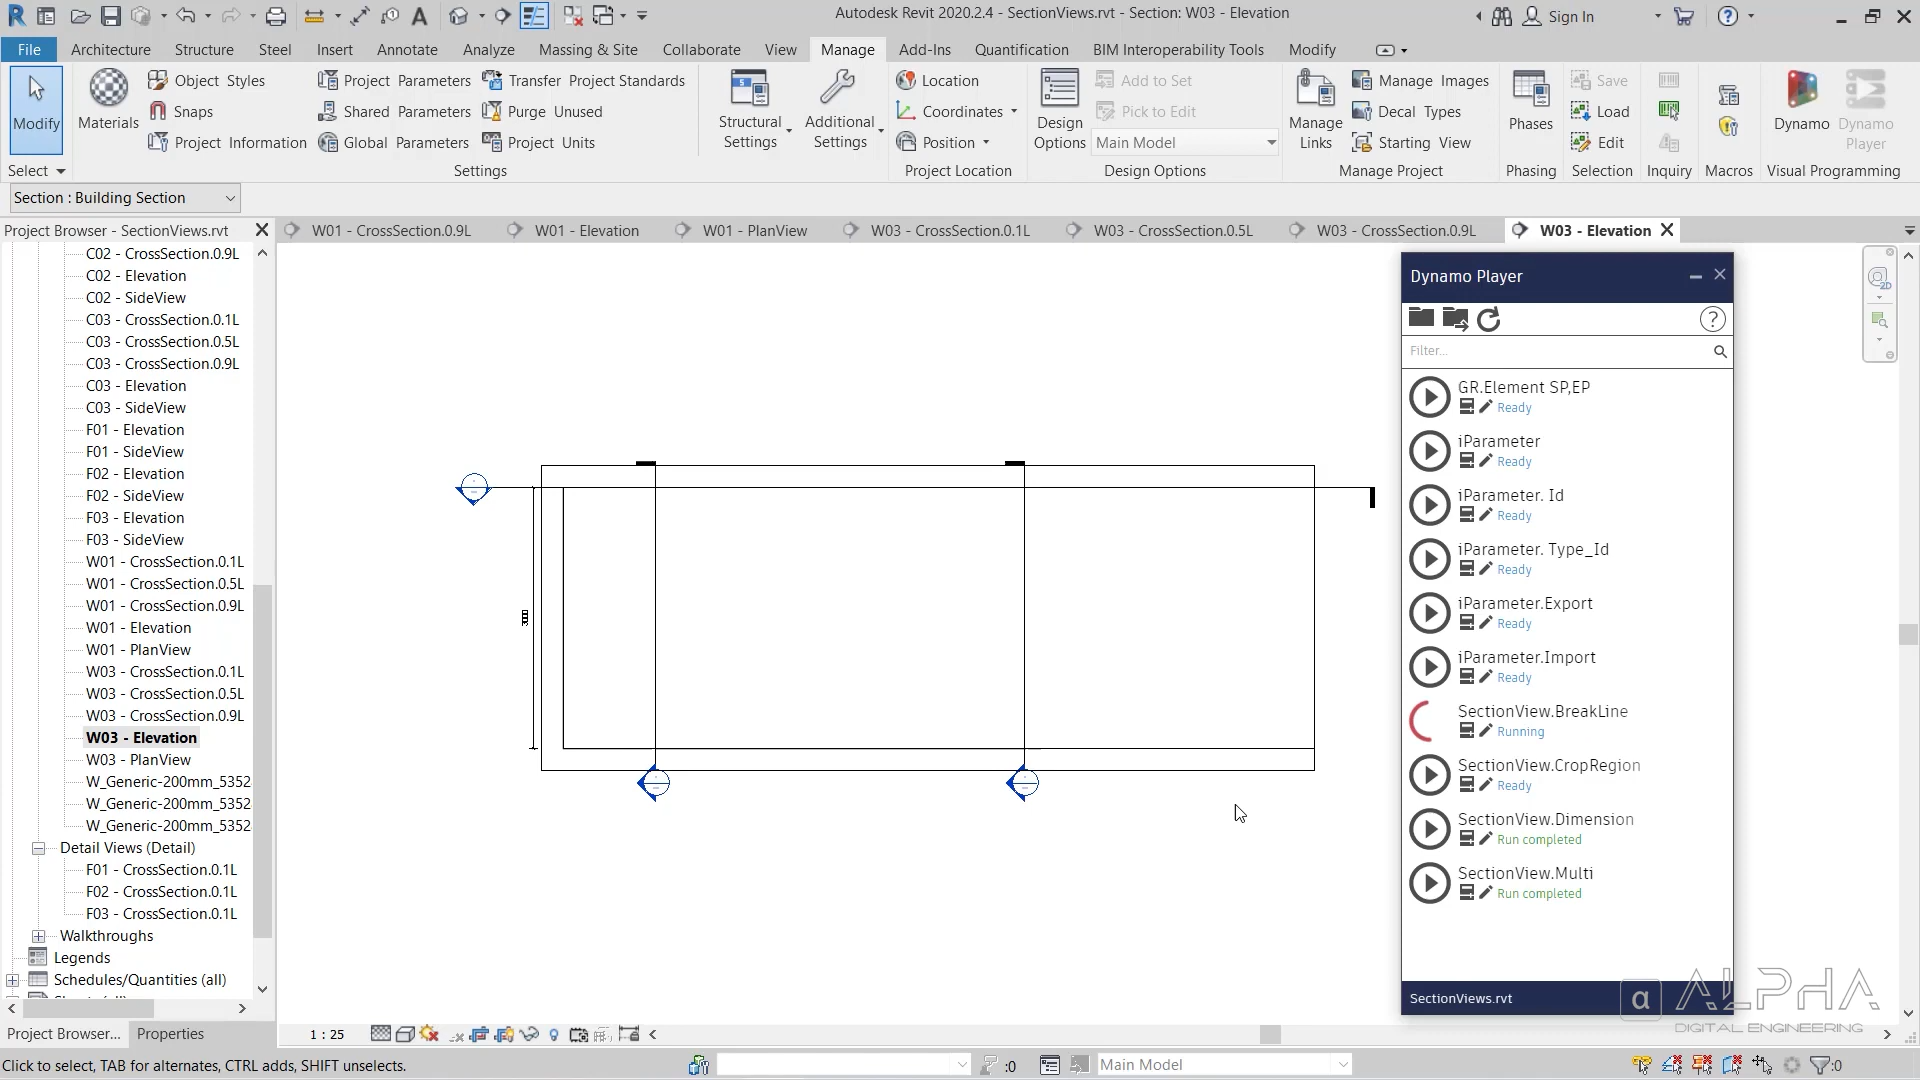 Autodesk Revit 2020.2.4 - SectionViews.rvt - Section: W03 - Elevation
Sign In
File Architecture Structure Steel Insert Annotate Analyze Massing & Site Collaborate View Manage Add-Ins Quantification BIM Interoperability Tools Modify
Modify
Materials
Object Styles
Snaps
Project Information
Project Parameters
Shared Parameters
Global Parameters
Transfer Project Standards
Purge Unused
Project Units
Structural Settings
Additional Settings
Location
Coordinates
Position
Design Options
Add to Set
Pick to Edit
Main Model
Manage Links
Manage Images
Decal Types
Starting View
Phases
Save
Load
Edit
Dynamo
Dynamo Player
Select
Settings
Project Location
Design Options
Manage Project
Phasing
Selection
Inquiry
Macros
Visual Programming
Section : Building Section
Project Browser - SectionViews.rvt
W01 - CrossSection.0.9L
W01 - Elevation
W01 - PlanView
W03 - CrossSection.0.1L
W03 - CrossSection.0.5L
W03 - CrossSection.0.9L
W03 - Elevation
C02 - CrossSection.0.9L
C02 - Elevation
C02 - SideView
C03 - CrossSection.0.1L
C03 - CrossSection.0.5L
C03 - CrossSection.0.9L
C03 - Elevation
C03 - SideView
F01 - Elevation
F01 - SideView
F02 - Elevation
F02 - SideView
F03 - Elevation
F03 - SideView
W01 - CrossSection.0.1L
W01 - CrossSection.0.5L
W01 - CrossSection.0.9L
W01 - Elevation
W01 - PlanView
W03 - CrossSection.0.1L
W03 - CrossSection.0.5L
W03 - CrossSection.0.9L
W03 - Elevation
W03 - PlanView
W_Generic-200mm_5352
W_Generic-200mm_5352
W_Generic-200mm_5352
Detail Views (Detail)
F01 - CrossSection.0.1L
F02 - CrossSection.0.1L
F03 - CrossSection.0.1L
Walkthroughs
Legends
Schedules/Quantities (all)
Project Browser...
Properties
Dynamo Player
Filter...
GR.Element SP,EP
Ready
iParameter
Ready
iParameter. Id
Ready
iParameter. Type_Id
Ready
iParameter.Export
Ready
iParameter.Import
Ready
SectionView.BreakLine
Running
SectionView.CropRegion
Ready
SectionView.Dimension
Run completed
SectionView.Multi
Run completed
SectionViews.rvt
α ALPHA
DIGITAL ENGINEERING
1 : 25
Click to select, TAB for alternates, CTRL adds, SHIFT unselects.
:0
Main Model
:0